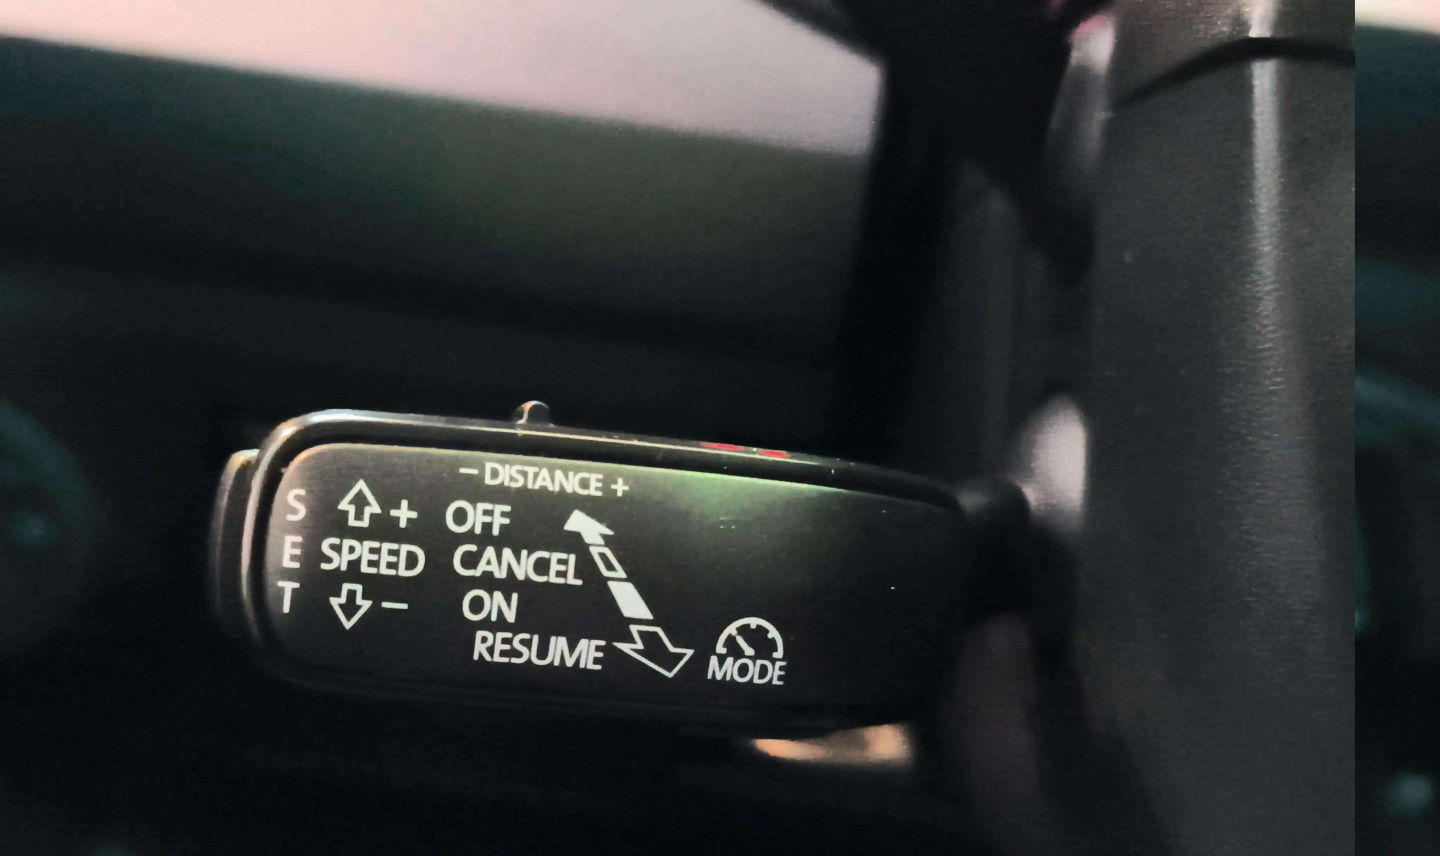 - DISTANCE +
S + OFF
E SPEED CANCEL
T - ON
RESUME
MODE